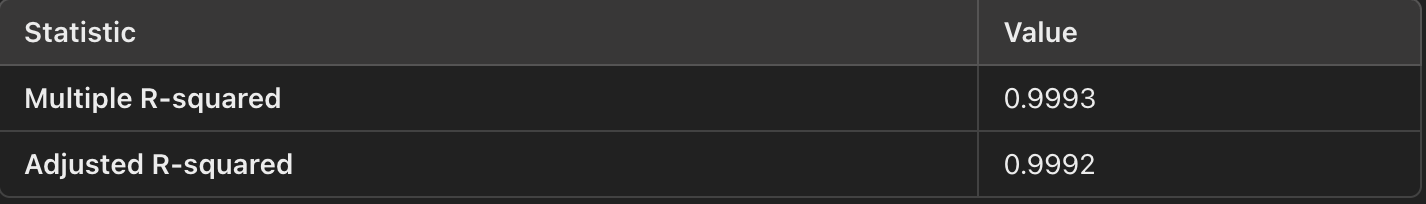 Statistic Value
Multiple R-squared 0.9993
Adjusted R-squared 0.9992